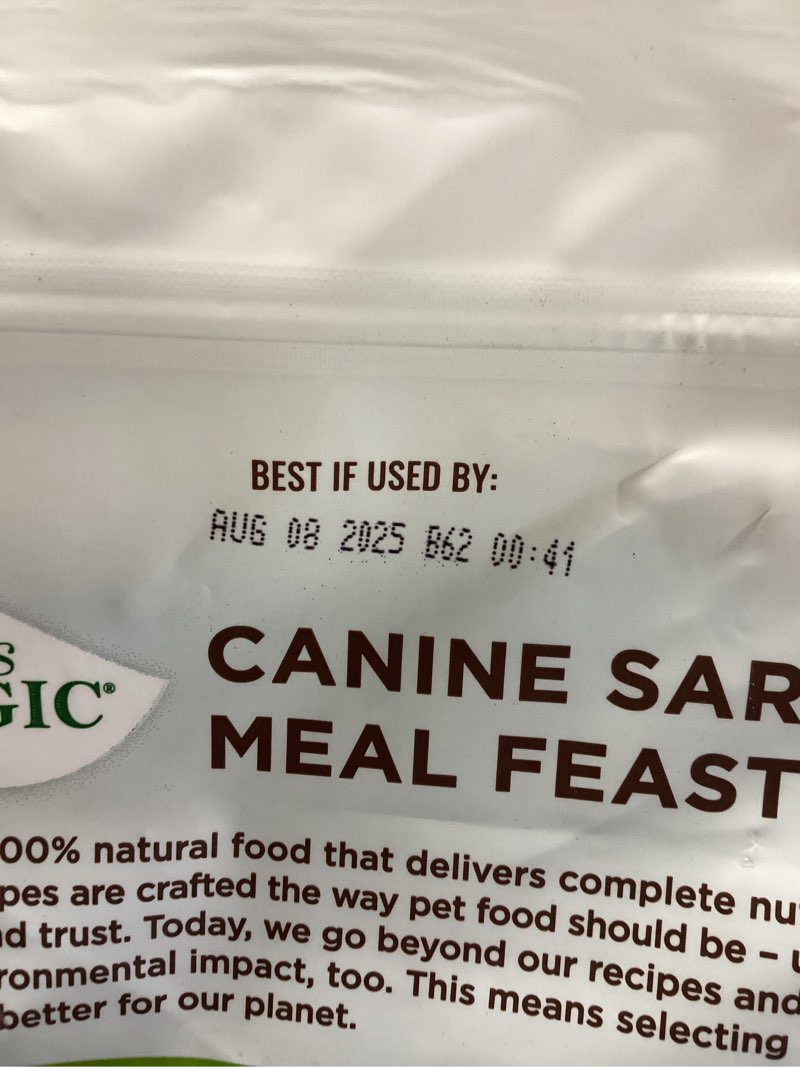 BEST IF USED BY:
AUG 08 2025 B62 00:41
S
GIC®
CANINE SAR
MEAL FEAST
00% natural food that delivers complete nu
pes are crafted the way pet food should be –
d trust. Today, we go beyond our recipes and
ronmental impact, too. This means selecting
better for our planet.